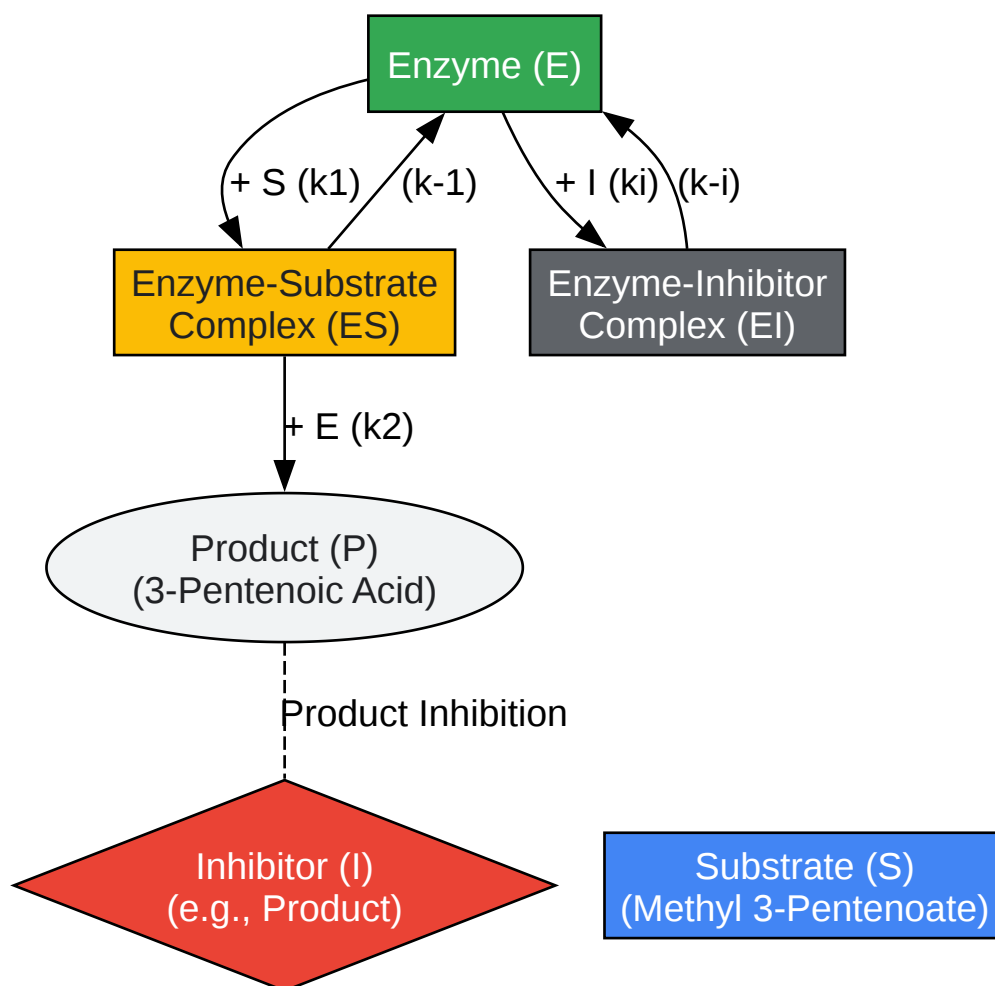 Enzyme (E)
+ S (k1)
(k-1)
+ I (ki)
(k-i)
Enzyme-Substrate
Complex (ES)
Enzyme-Inhibitor
Complex (EI)
+ E (k2)
Product (P)
(3-Pentenoic Acid)
Product Inhibition
Inhibitor (I)
(e.g., Product)
Substrate (S)
(Methyl 3-Pentenoate)